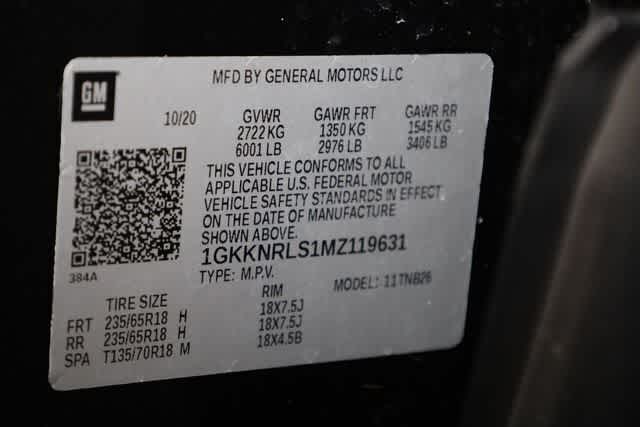 GM
MFD BY GENERAL MOTORS LLC
10/20 GVWR GAWR FRT GAWR RR
2722 KG 1350 KG 1545 KG
6001 LB 2976 LB 3406 LB
THIS VEHICLE CONFORMS TO ALL
APPLICABLE U.S. FEDERAL MOTOR
VEHICLE SAFETY STANDARDS IN EFFECT
ON THE DATE OF MANUFACTURE
SHOWN ABOVE.
1GKKNRLS1MZ119631
384A
TYPE: M.P.V. MODEL: 11TNB26
TIRE SIZE RIM
FRT 235/65R18 H 18X7.5J
RR 235/65R18 H 18X7.5J
SPA T135/70R18 M 18X4.5B